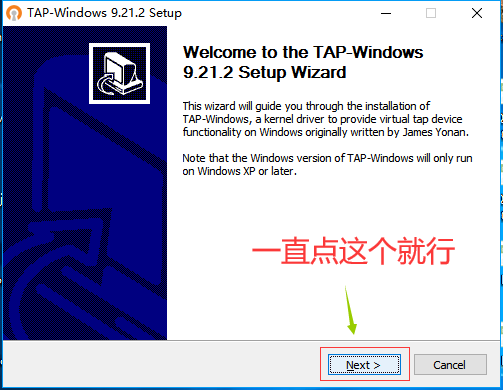 TAP-Windows 9.21.2 Setup
Welcome to the TAP-Windows
9.21.2 Setup Wizard
This wizard will guide you through the installation of
TAP-Windows, a kernel driver to provide virtual tap device
functionality on Windows originally written by James Yonan.
Note that the Windows version of TAP-Windows will only run
on Windows XP or later.
一直点这个就行
Next >
Cancel